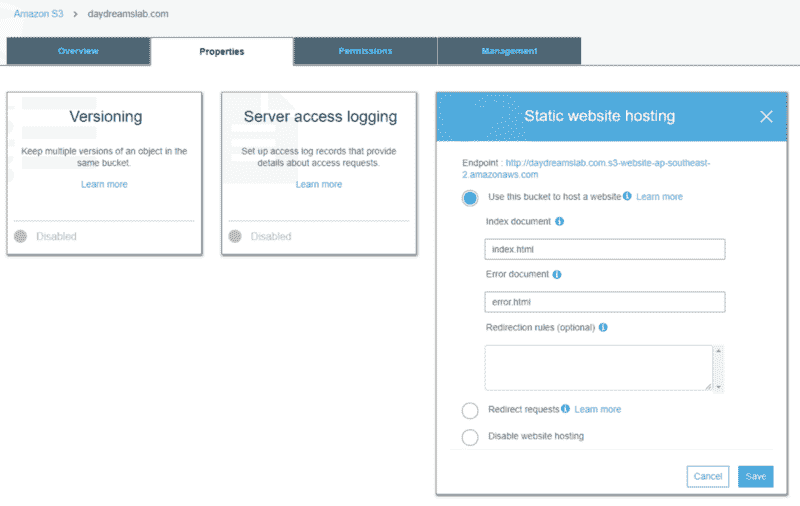 Amazon S3 > daydreamslab.com
Overview
Properties
Permissions
Management
Versioning
Keep multiple versions of an object in the
same bucket.
Learn more
Disabled
Server access logging
Set up access log records that provide
details about access requests.
Learn more
Disabled
Static website hosting
Endpoint : http://daydreamslab.com.s3-website-ap-southeast-
2.amazonaws.com
Use this bucket to host a website Learn more
Index document
index.html
Error document
error.html
Redirection rules (optional)
Redirect requests Learn more
Disable website hosting
Cancel Save